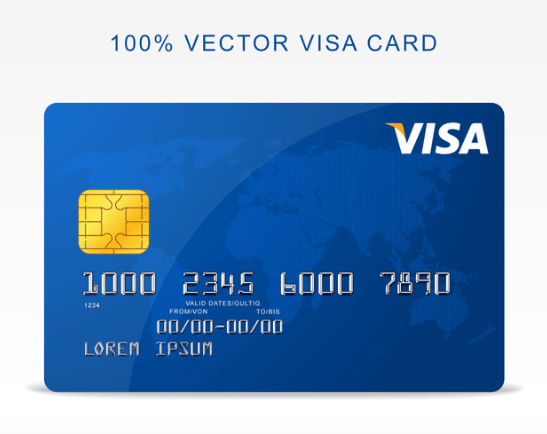 100% VECTOR VISA CARD
VISA
1000 2345 6000 7890
1234
VALID DATES/GULTIG
FROM/VON TO/BIS
00/00-00/00
LOREM IPSUM